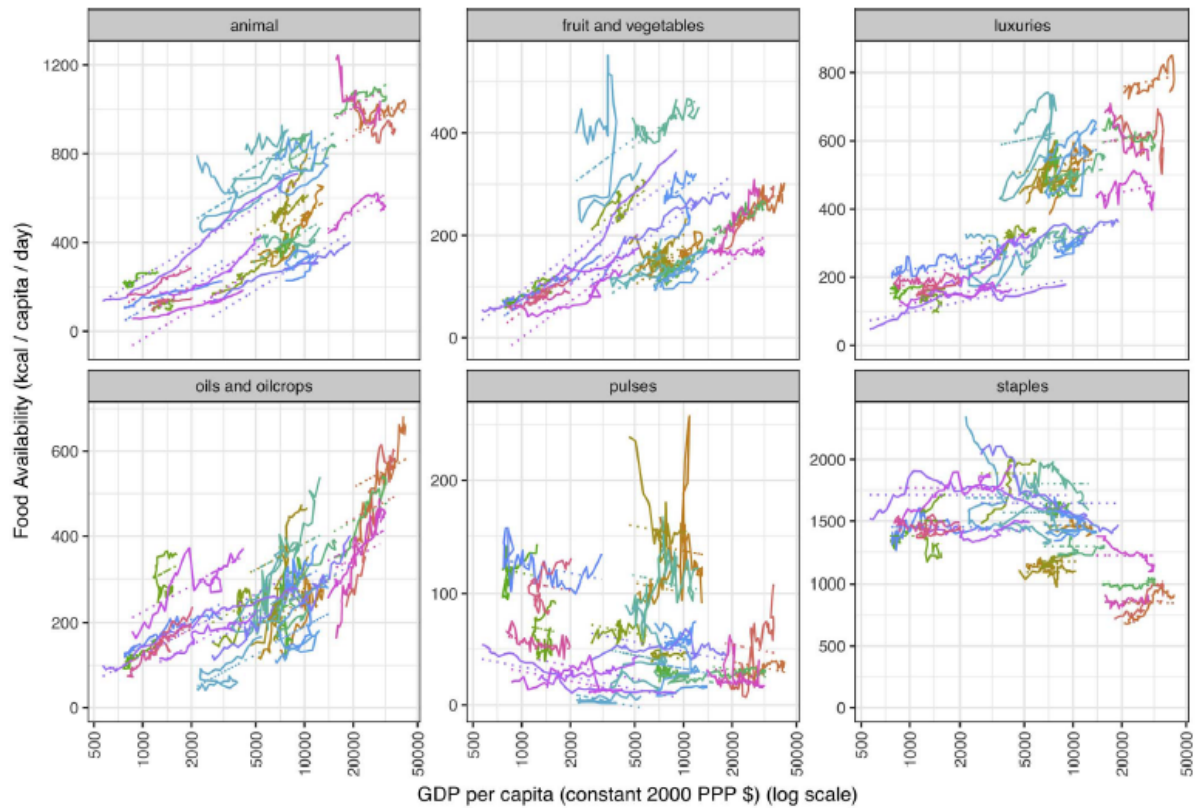 animal
fruit and vegetables
luxuries
1200
800
400
0
400
200
0
800
600
400
200
0
oils and oilcrops
pulses
staples
600
400
200
0
200
100
0
2000
1500
1000
500
0
Food Availability (kcal / capita / day)
500 1000 2000 5000 10000 20000 50000
500 1000 2000 5000 10000 20000 50000
500 1000 2000 5000 10000 20000 50000
GDP per capita (constant 2000 PPP $) (log scale)